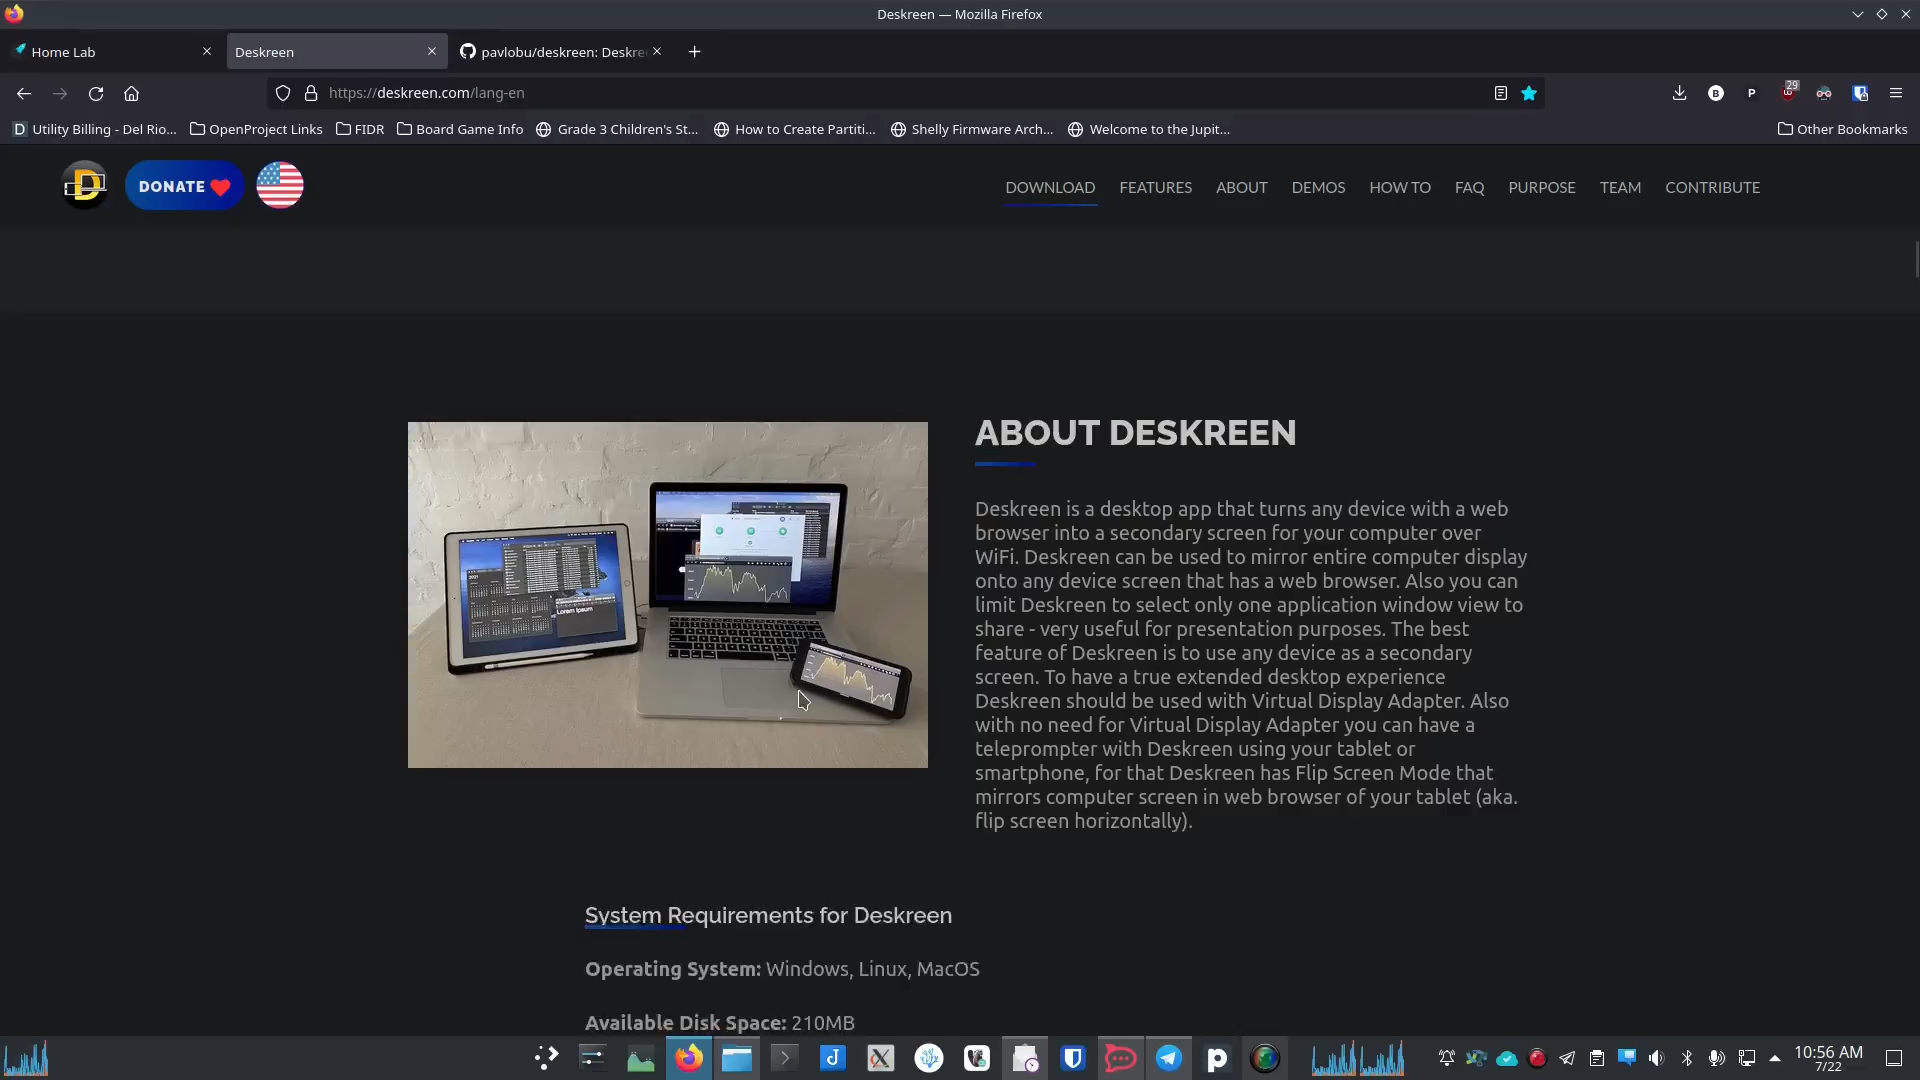 Deskreen — Mozilla Firefox
Home Lab
Deskreen
pavlobu/deskreen: Deskre
https://deskreen.com/lang-en
29
Utility Billing - Del Rio...
OpenProject Links
FIDR
Board Game Info
Grade 3 Children's St...
How to Create Partiti...
Shelly Firmware Arch...
Welcome to the Jupit...
Other Bookmarks
DONATE
DOWNLOAD
FEATURES
ABOUT
DEMOS
HOW TO
FAQ
PURPOSE
TEAM
CONTRIBUTE
Lorem Ipsum
ABOUT DESKREEN
Deskreen is a desktop app that turns any device with a web
browser into a secondary screen for your computer over
WiFi. Deskreen can be used to mirror entire computer display
onto any device screen that has a web browser. Also you can
limit Deskreen to select only one application window view to
share - very useful for presentation purposes. The best
feature of Deskreen is to use any device as a secondary
screen. To have a true extended desktop experience
Deskreen should be used with Virtual Display Adapter. Also
with no need for Virtual Display Adapter you can have a
teleprompter with Deskreen using your tablet or
smartphone, for that Deskreen has Flip Screen Mode that
mirrors computer screen in web browser of your tablet (aka.
flip screen horizontally).
System Requirements for Deskreen
Operating System: Windows, Linux, MacOS
Available Disk Space: 210MB
10:56 AM
7/22